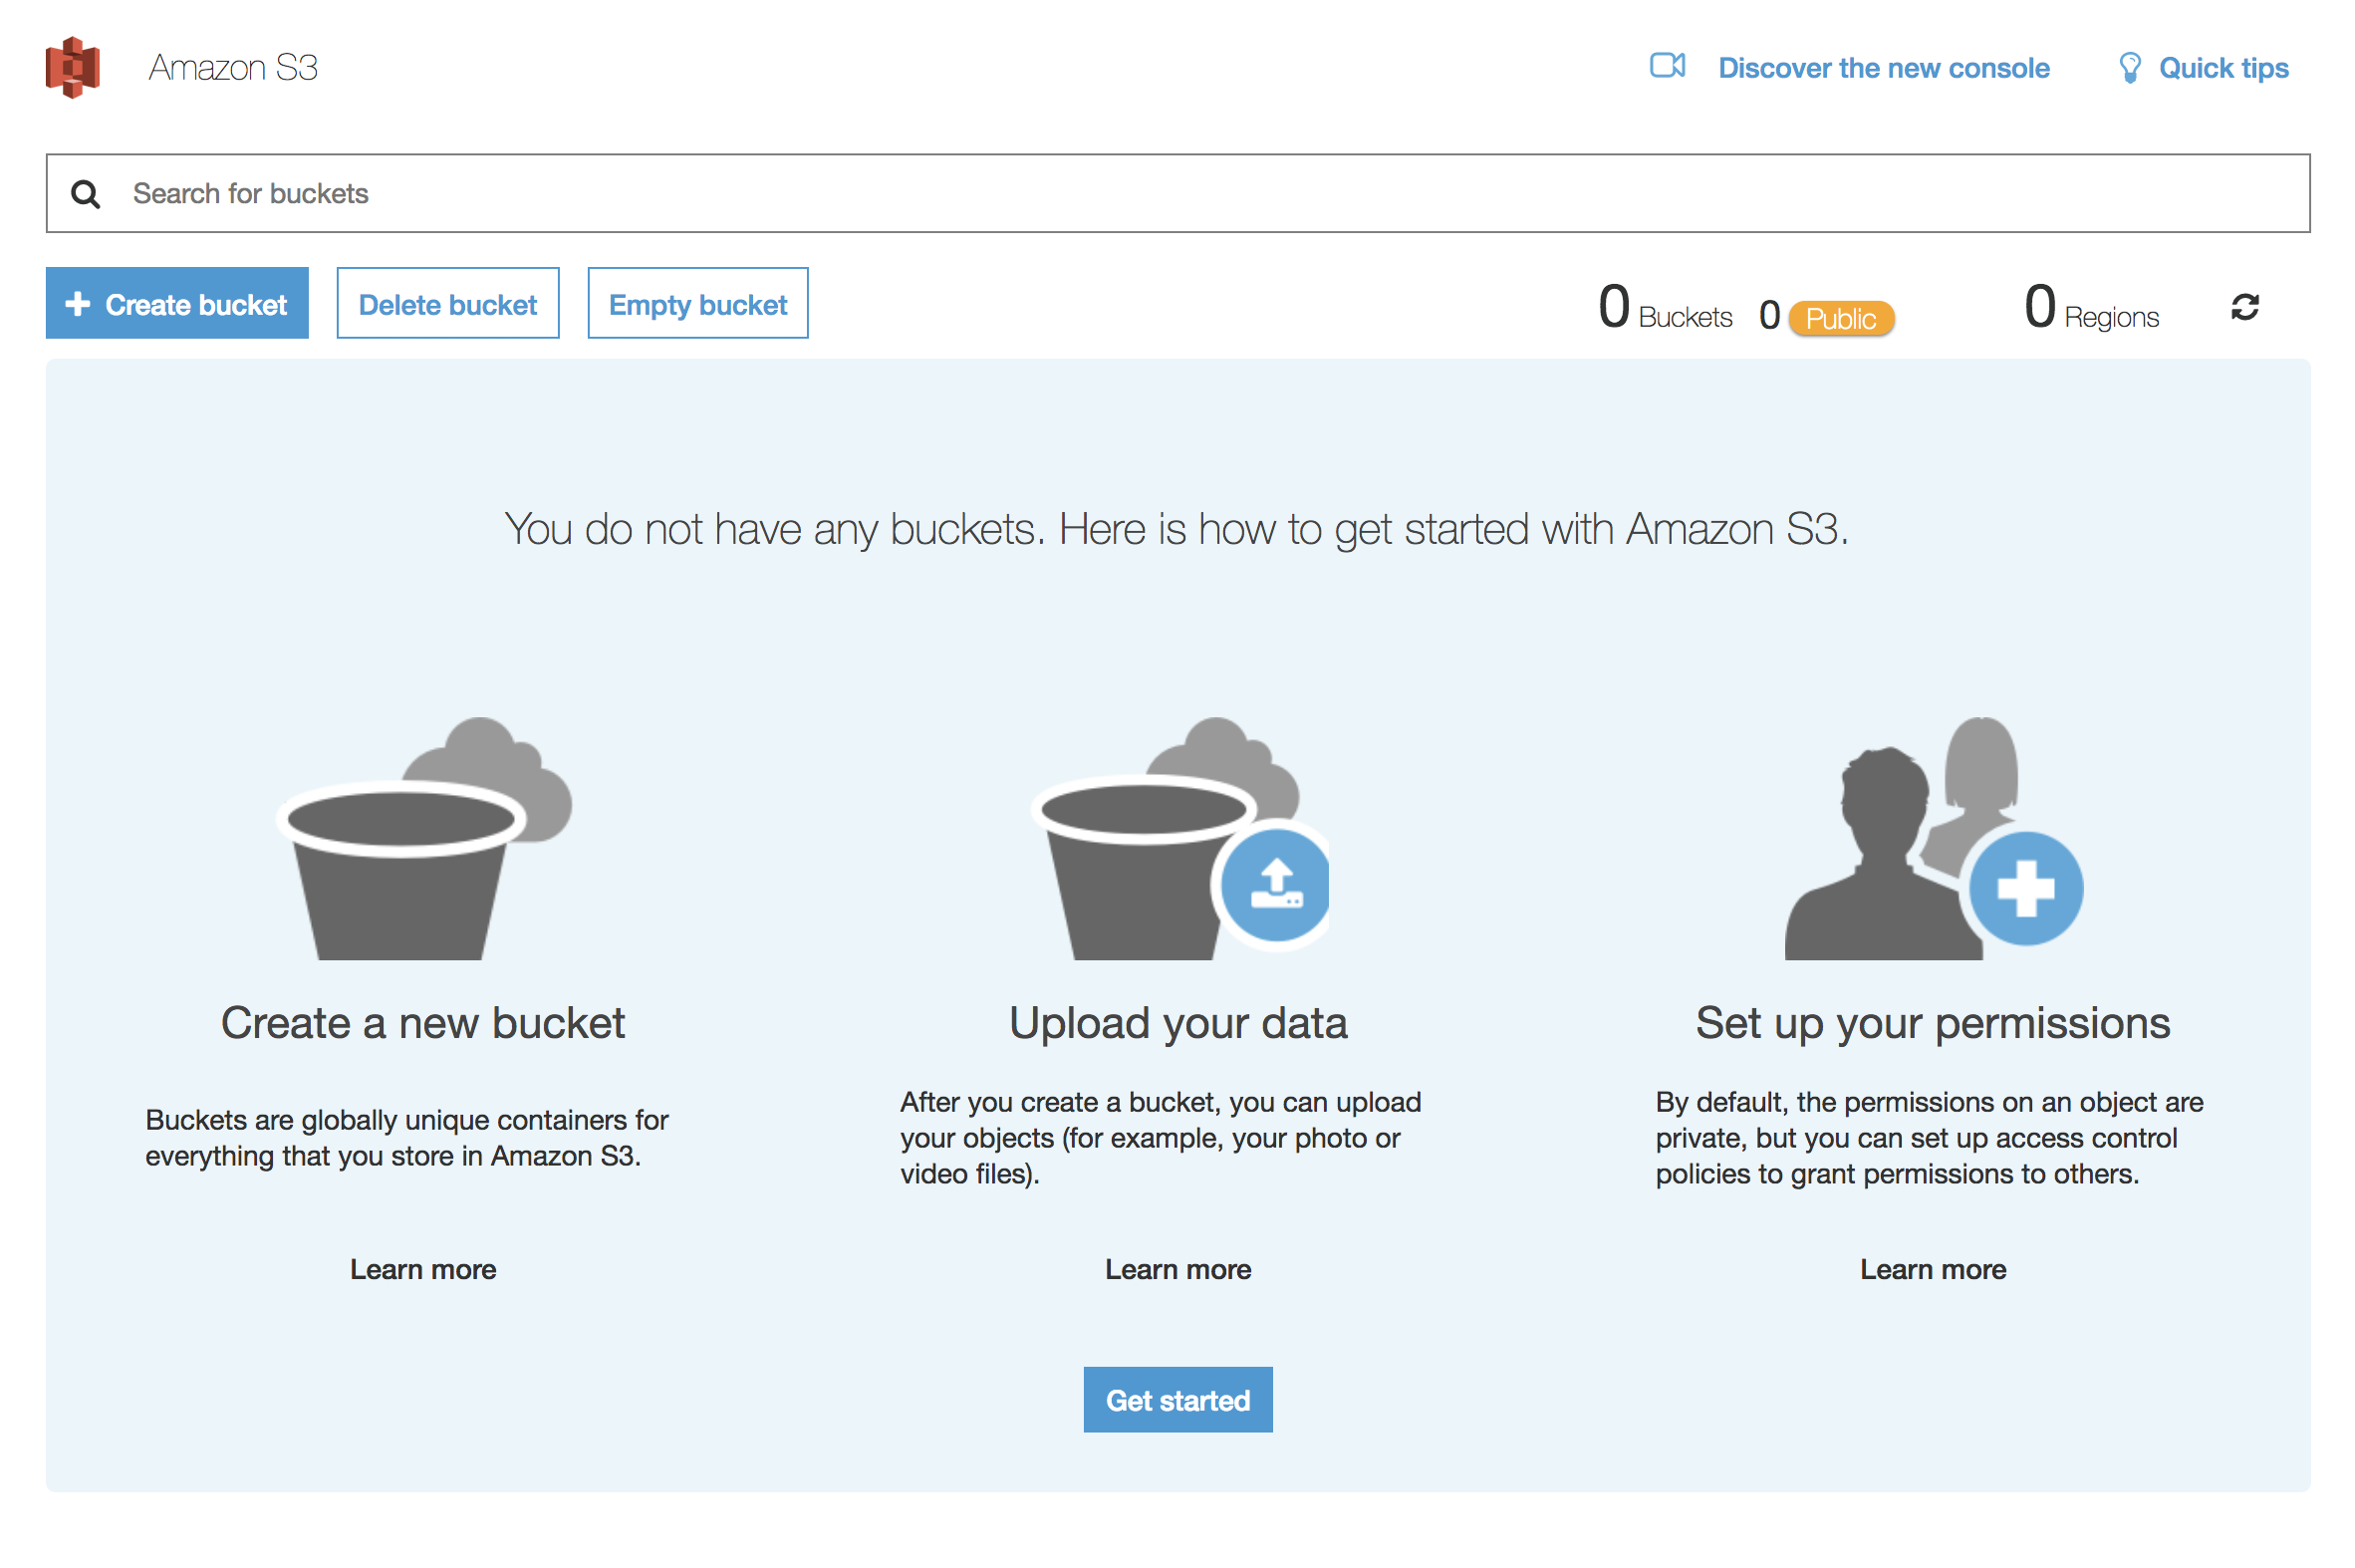 Amazon S3
Discover the new console
Quick tips
Search for buckets
Create bucket
Delete bucket
Empty bucket
0 Buckets
0 Public
0 Regions
You do not have any buckets. Here is how to get started with Amazon S3.
Create a new bucket
Buckets are globally unique containers for
everything that you store in Amazon S3.
Learn more
Upload your data
After you create a bucket, you can upload
your objects (for example, your photo or
video files).
Learn more
Set up your permissions
By default, the permissions on an object are
private, but you can set up access control
policies to grant permissions to others.
Learn more
Get started